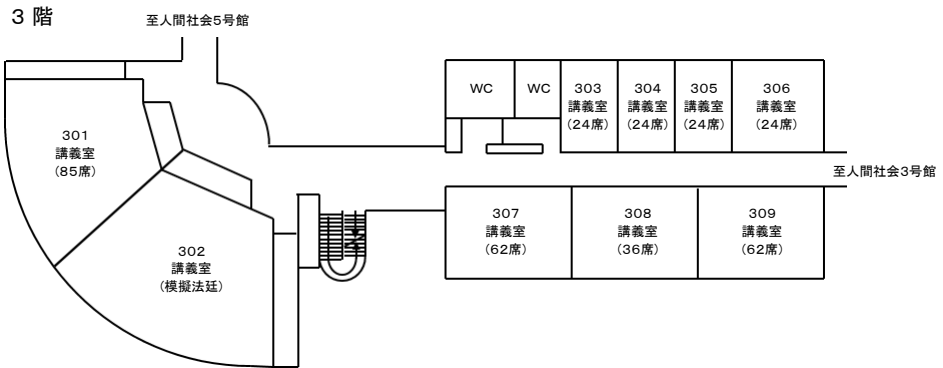 3 階
至人間社会5号館
WC
WC
303
講義室
(24席)
304
講義室
(24席)
305
講義室
(24席)
306
講義室
(24席)
301
講義室
(85席)
至人間社会3号館
307
講義室
(62席)
308
講義室
(36席)
309
講義室
(62席)
302
講義室
(模擬法廷)